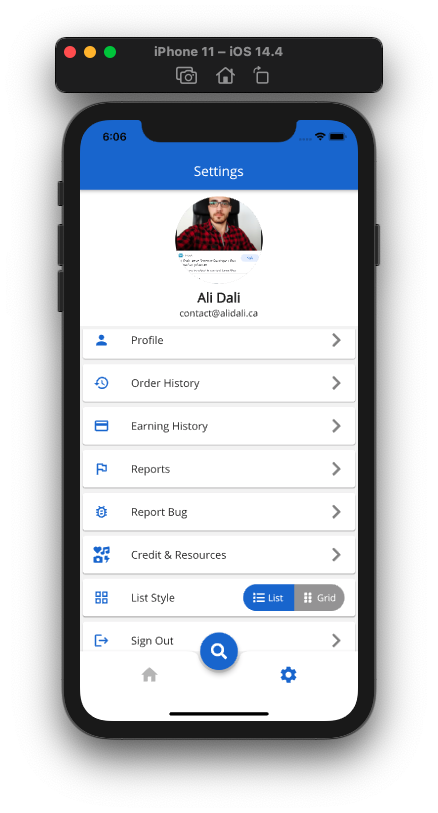 iPhone 11 – iOS 14.4
6:06
Settings
Ali Dali
contact@alidali.ca
Profile
Order History
Earning History
Reports
Report Bug
Credit & Resources
List Style
List
Grid
Sign Out